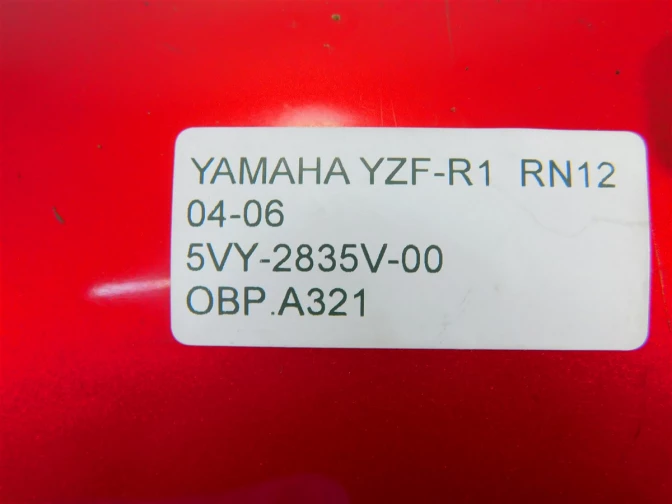 YAMAHA YZF-R1 RN12
04-06
5VY-2835V-00
OBP.A321